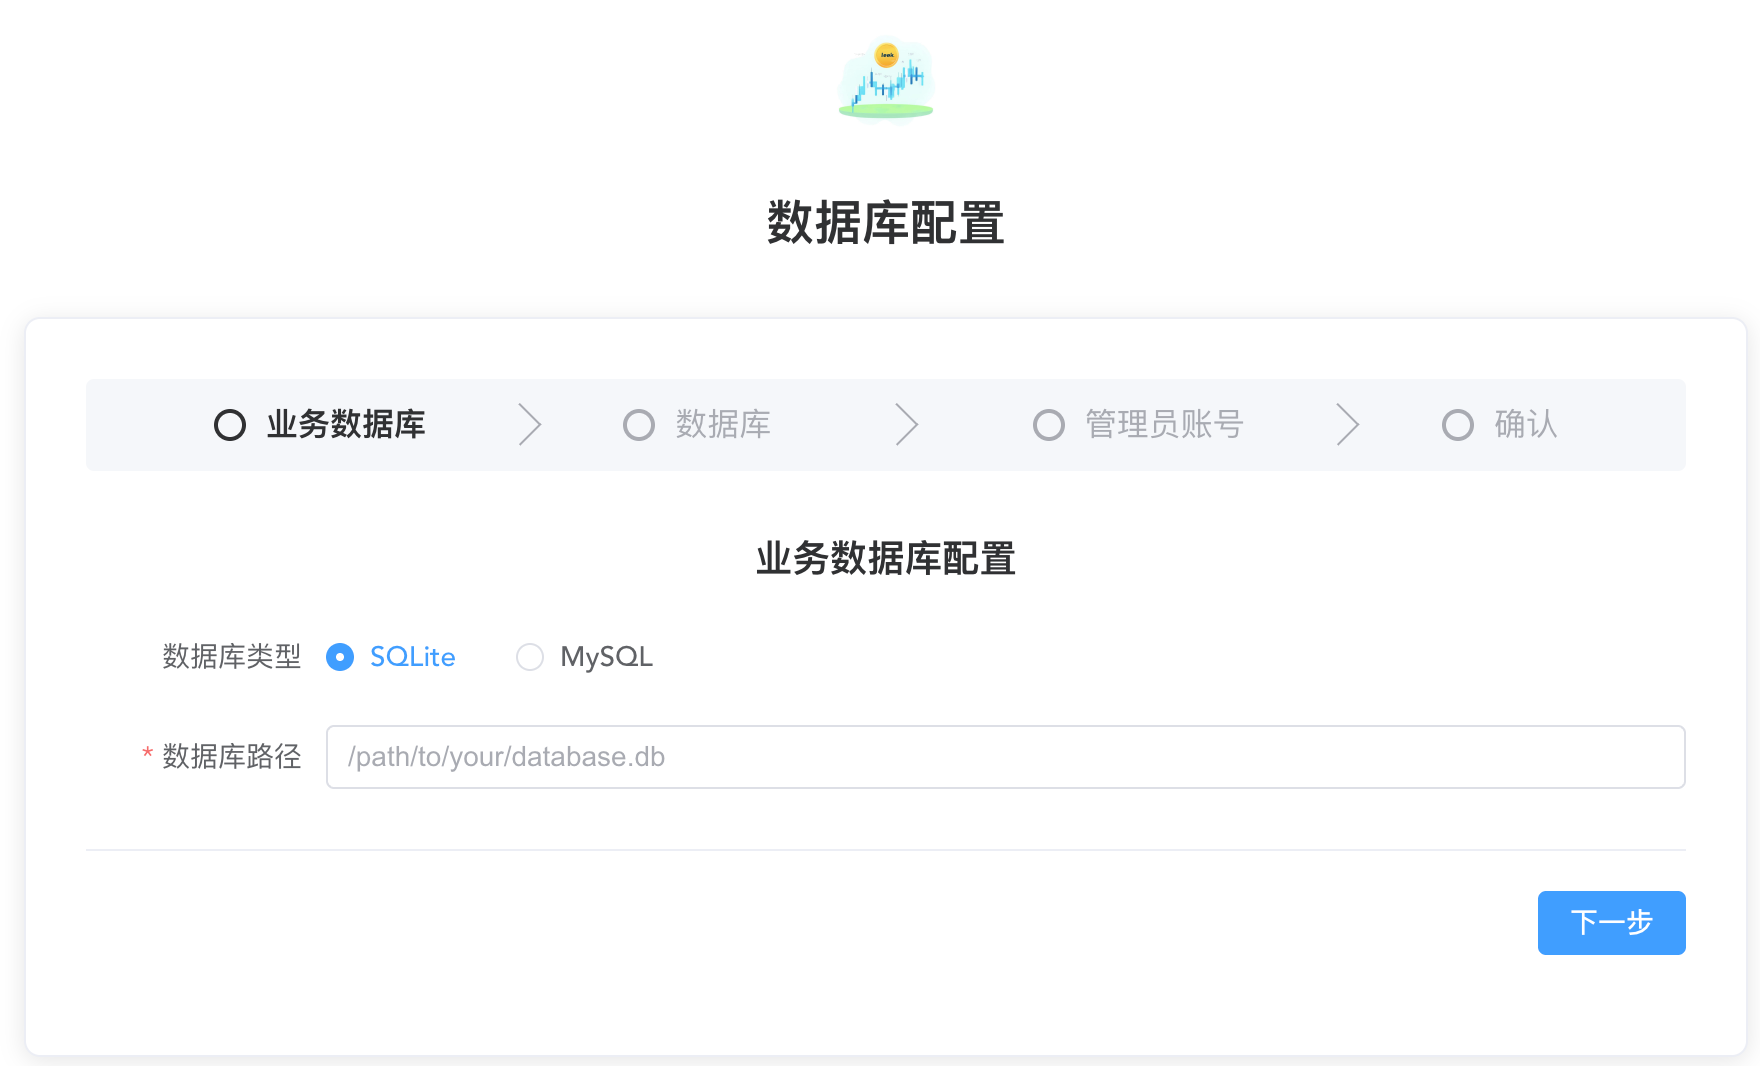 leek
数据库配置
业务数据库 数据库 管理员账号 确认
业务数据库配置
数据库类型 SQLite MySQL
* 数据库路径 /path/to/your/database.db
下一步